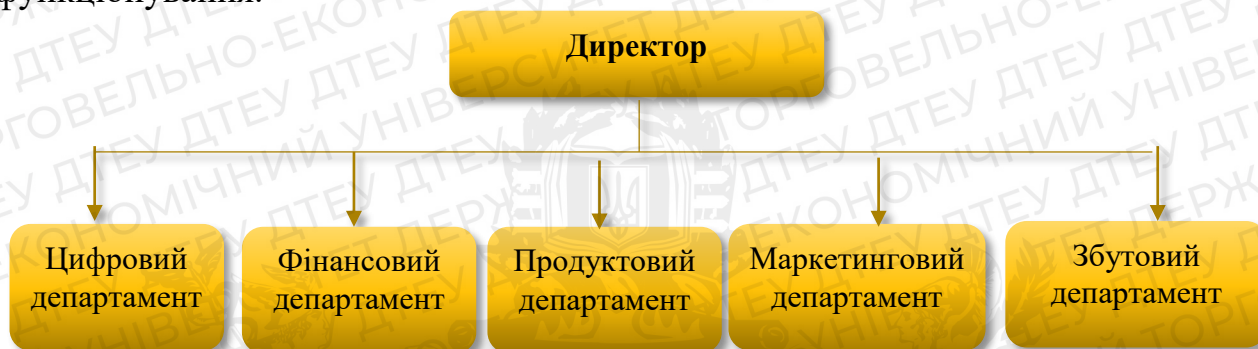 функціонування.
Директор
Цифровий
департамент
Фінансовий
департамент
Продуктовий
департамент
Маркетинговий
департамент
Збутовий
департамент